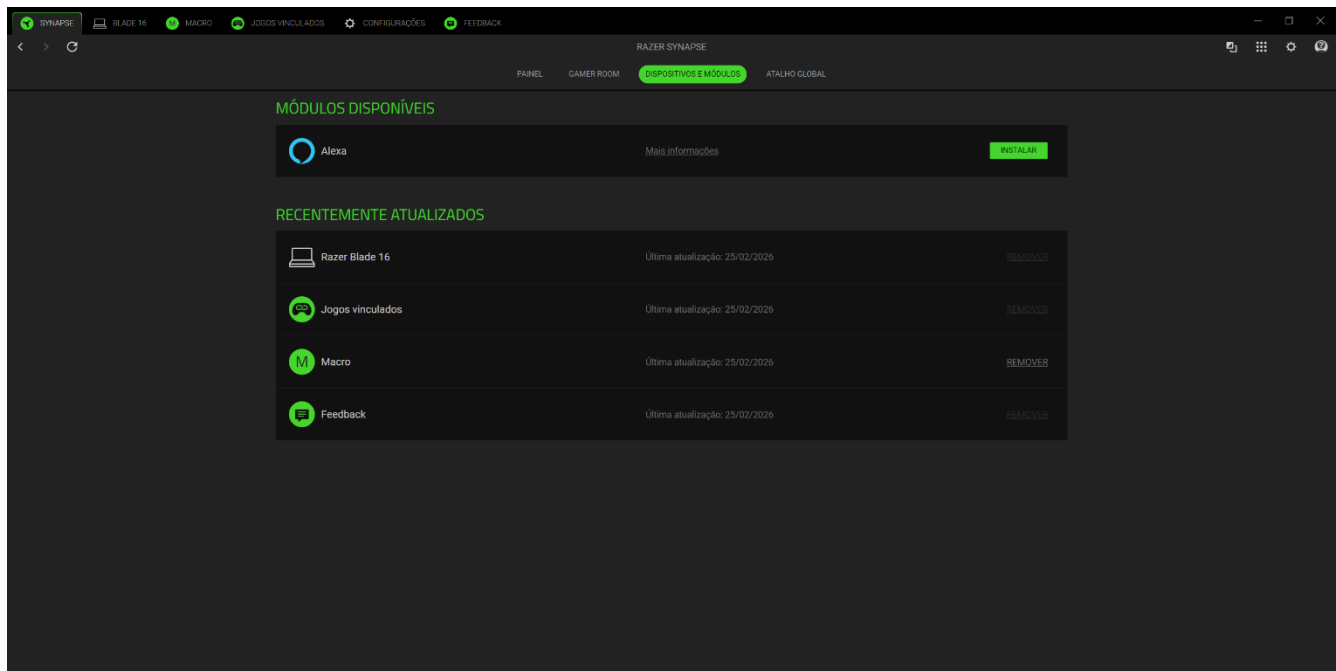 SYNAPSE BLADE 16 MACRO JOGOS VINCULADOS CONFIGURAÇÕES FEEDBACK
RAZER SYNAPSE
PAINEL GAMER ROOM DISPOSITIVOS E MÓDULOS ATALHO GLOBAL
MÓDULOS DISPONÍVEIS
Alexa Mais informações INSTALAR
RECENTEMENTE ATUALIZADOS
Razer Blade 16 Última atualização: 25/02/2026 REMOVER
Jogos vinculados Última atualização: 25/02/2026 REMOVER
M Macro Última atualização: 25/02/2026 REMOVER
Feedback Última atualização: 25/02/2026 REMOVER